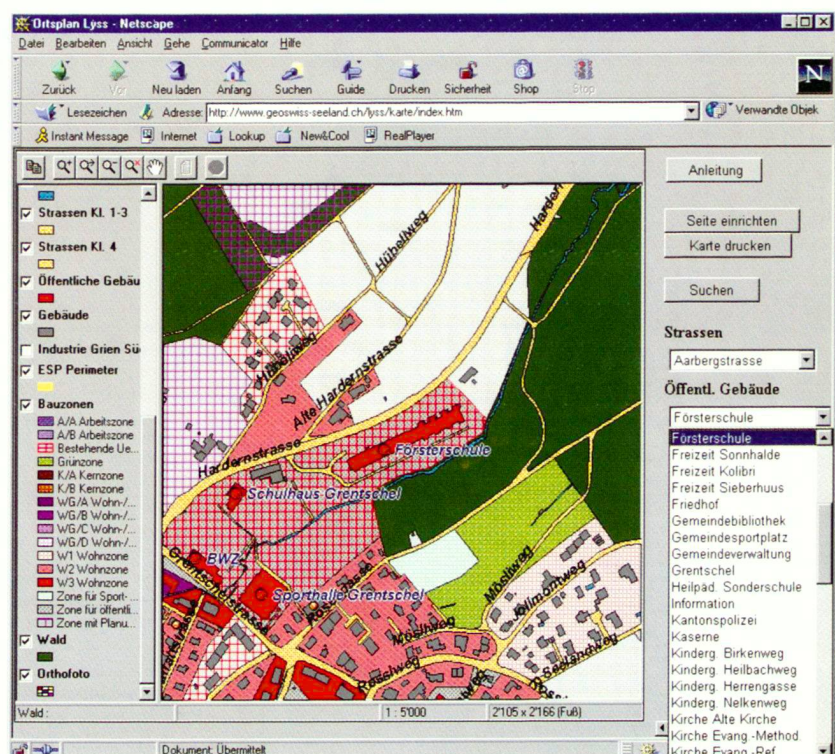 Ortsplan Lyss - Netscape
Datei Bearbeiten Ansicht Gehe Communicator Hilfe
Zurück Vor Neu laden Anfang Suchen Guide Drucken Sicherheit Shop Stop
N
Lesezeichen Adresse: http://www.geoswiss-seeland.ch/lyss/karte/index.htm Verwandte Objek
Instant Message Internet Lookup New&Cool RealPlayer
Strassen Kl. 1-3
Strassen Kl. 4
Öffentliche Gebäu
Gebäude
Industrie Grien Sü
ESP Perimeter
Bauzonen
A/A Arbeitszone
A/B Arbeitszone
Bestehende Ue...
Grünzone
K/A Kernzone
K/B Kernzone
WG/A Wohn-/...
WG/B Wohn-/...
WG/C Wohn-/...
WG/D Wohn-/...
W1 Wohnzone
W2 Wohnzone
W3 Wohnzone
Zone für Sport-...
Zone für öffentli...
Zone mit Planu...
Wald
Orthofoto
Hübeliweg
Hardern
Hübeliweg
Alte Hardernstrasse
Hardernstrasse
Försterschule
Schulhaus Grentschel
BWZ
Grentschelstrasse
Sporthalle Grentschel
Mösliweg
Jollmontweg
Mösliweg
Seelandweg
Rossiweg
Anleitung
Seite einrichten
Karte drucken
Suchen
Strassen
Aarbergstrasse
Öffentl. Gebäude
Försterschule
Försterschule
Freizeit Sonnhalde
Freizeit Kolibri
Freizeit Sieberhuus
Friedhof
Gemeindebibliothek
Gemeindesportplatz
Gemeindeverwaltung
Grentschel
Heilpäd. Sonderschule
Information
Kantonspolizei
Kaserne
Kinderg. Birkenweg
Kinderg. Heilbachweg
Kinderg. Herrengasse
Kinderg. Nelkenweg
Kirche Alte Kirche
Kirche Evang.-Method.
Kirche Evang.-Ref.
Wald : 1 : 5'000 2'105 x 2'166 (Fuß)
Dokument: Übermittelt